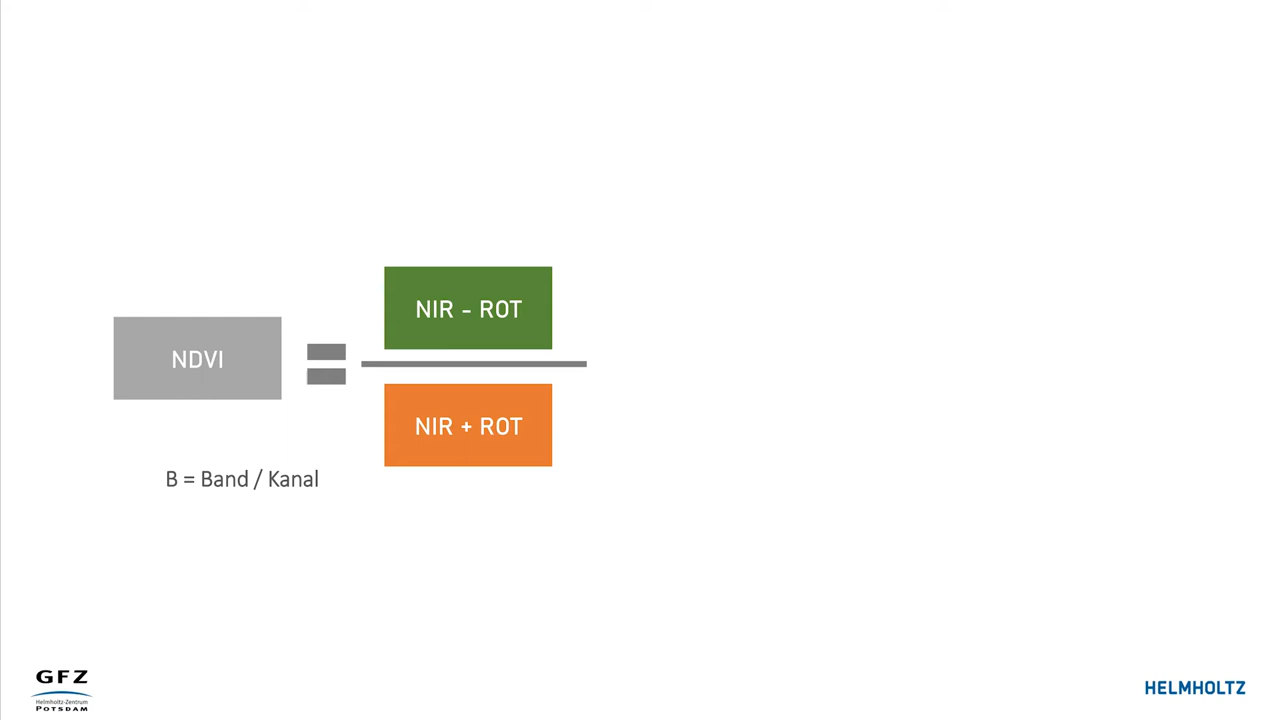 NDVI
NIR - ROT
NIR + ROT
B = Band / Kanal
GFZ
Helmholtz-Zentrum
POTSDAM
HELMHOLTZ